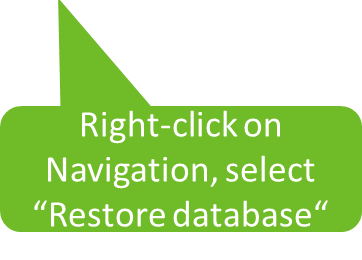 Right-click on
Navigation, select
“Restore database“